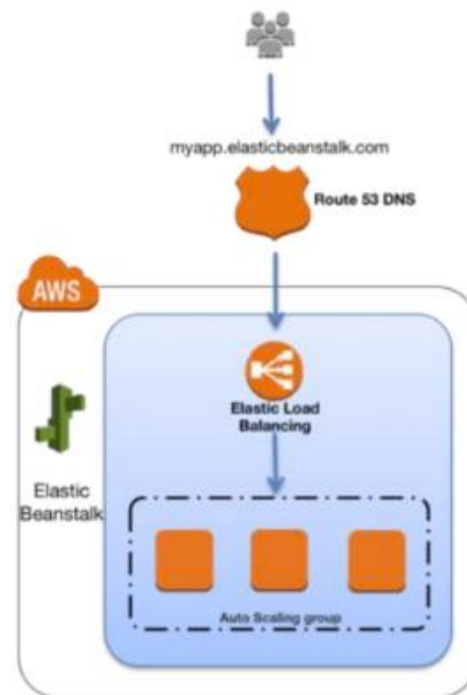 myapp.elasticbeanstalk.com
Route 53 DNS
AWS
Elastic Load
Balancing
Elastic
Beanstalk
Auto Scaling group